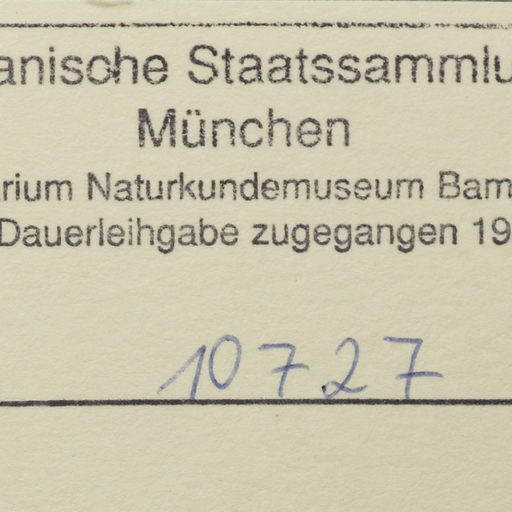 anische Staatssammlu
München
rium Naturkundemuseum Bam
Dauerleihgabe zugegangen 19
10727